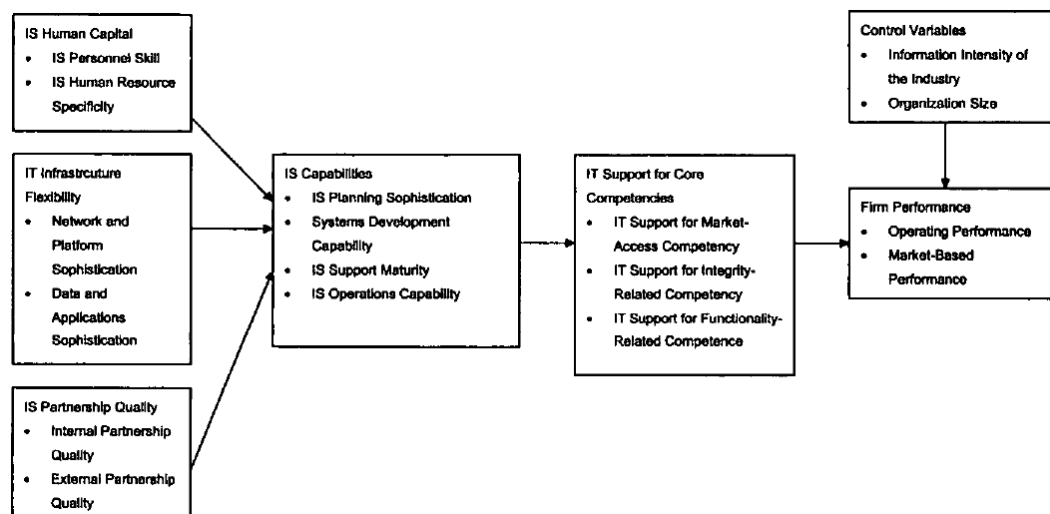 IS Human Capital
• IS Personnel Skill
• IS Human Resource
Specificity
IT Infrastrcuture
Flexibility
• Network and
Platform
Sophistication
• Data and
Applications
Sophistication
IS Partnership Quality
• Internal Partnership
Quality
• External Partnership
Quality
IS Capabilities
• IS Planning Sophistication
• Systems Development
Capability
• IS Support Maturity
• IS Operations Capability
IT Support for Core
Competencies
• IT Support for Market-
Access Competency
• IT Support for Integrity-
Related Competency
• IT Support for Functionality-
Related Competence
Control Variables
• Information Intensity of
the Industry
• Organization Size
Firm Performance
• Operating Performance
• Market-Based
Performance